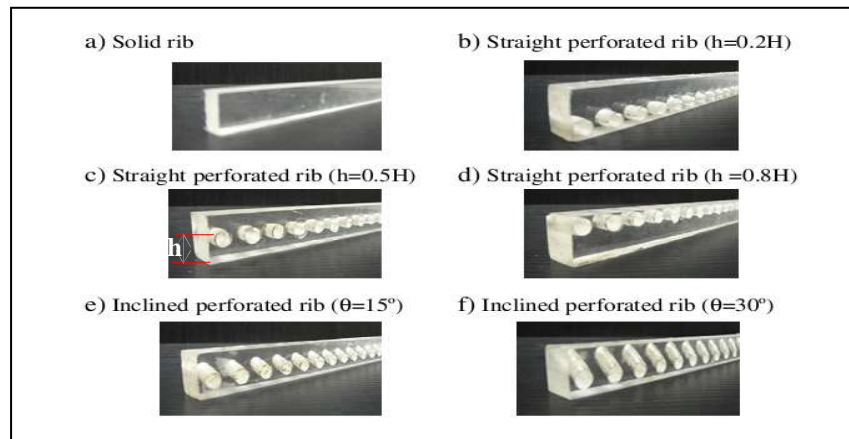 a) Solid rib
b) Straight perforated rib (h=0.2H)
c) Straight perforated rib (h=0.5H)
d) Straight perforated rib (h =0.8H)
h
e) Inclined perforated rib (θ=15º)
f) Inclined perforated rib (θ=30º)